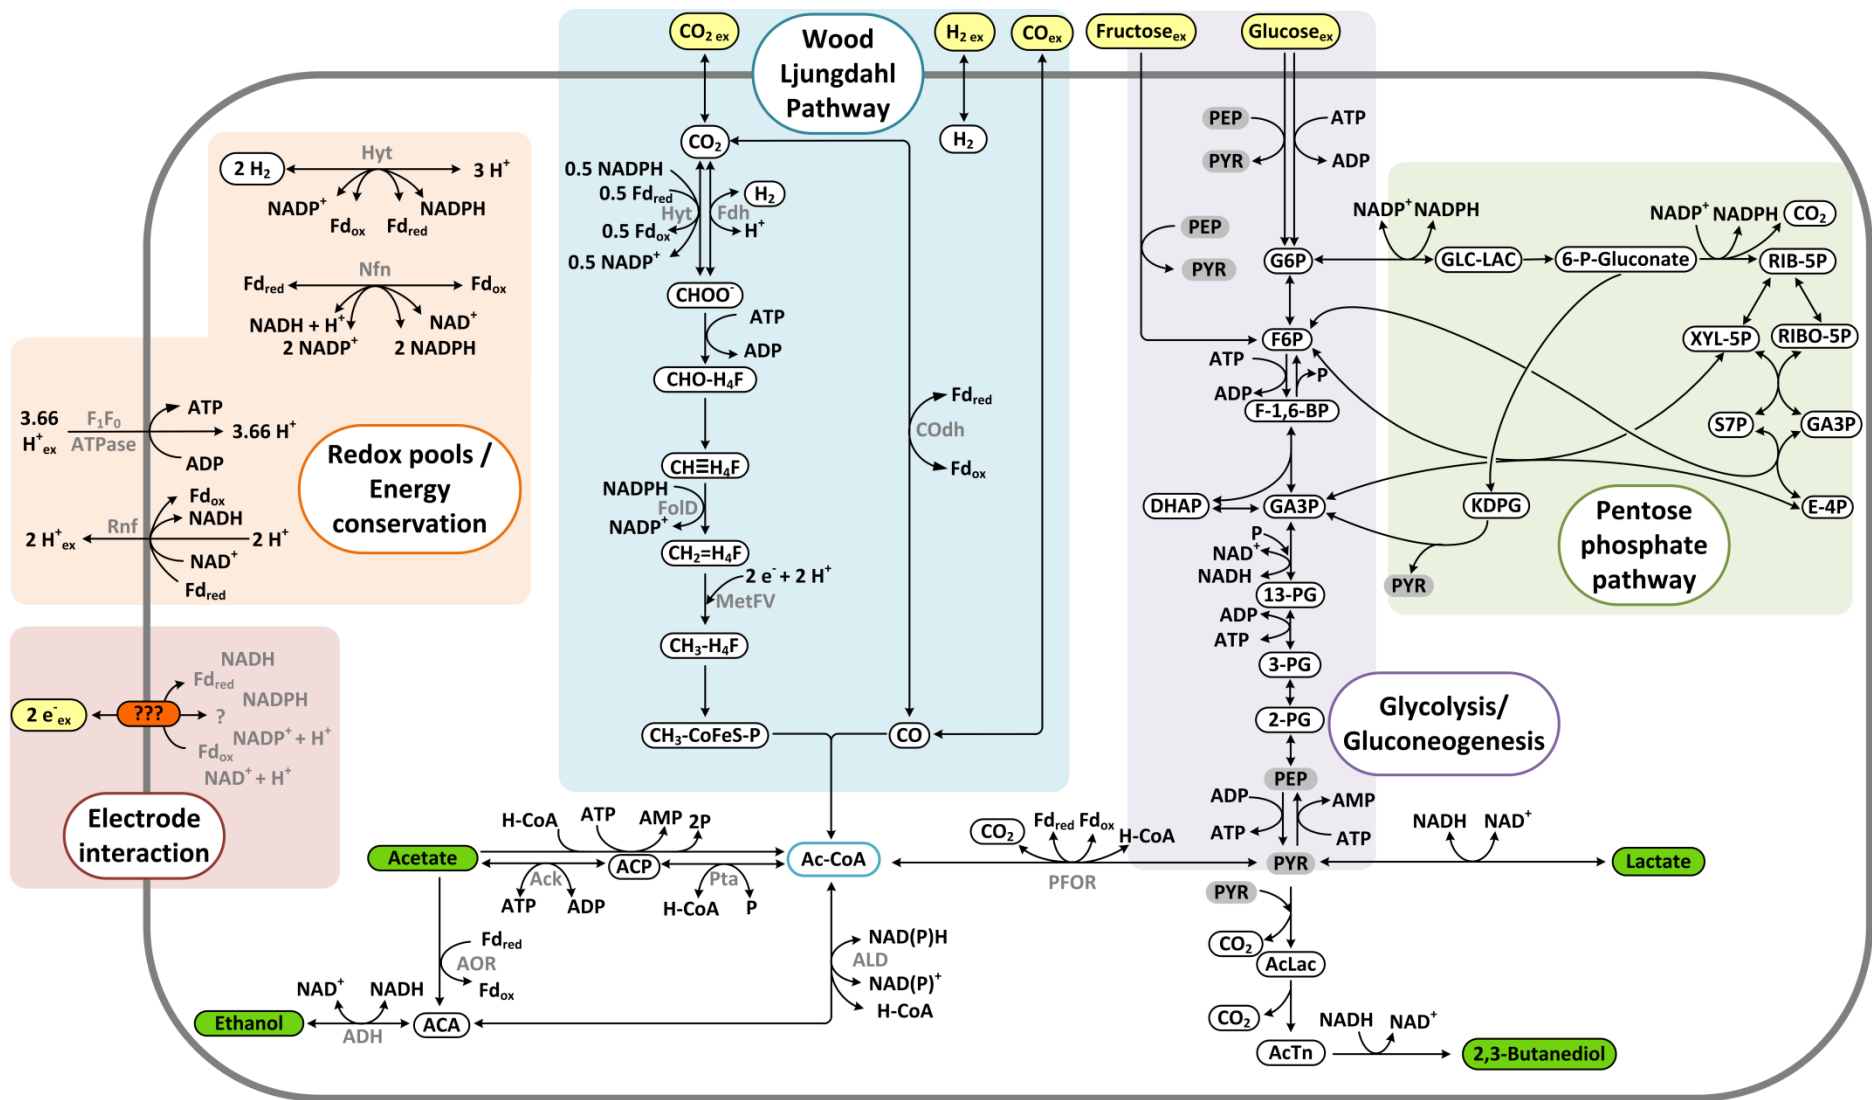 CO2 ex
Wood
Ljungdahl
Pathway
H2 ex
COex
Fructoseex
Glucoseex
CO2
H2
0.5 NADPH
0.5 Fdred
Hyt
Fdh
H2
0.5 Fdox
H+
0.5 NADP+
CHOO-
ATP
ADP
CHO-H4F
CH≡H4F
NADPH
FolD
NADP+
CH2=H4F
2 e- + 2 H+
MetFV
CH3-H4F
CH3-CoFeS-P
CO
Fdred
COdh
Fdox
2 H2
Hyt
3 H+
NADP+
Fdox
Fdred
NADPH
Nfn
Fdred
Fdox
NADH + H+
2 NADP+
2 NADPH
NAD+
3.66
H+ex
F1F0
ATPase
ATP
3.66 H+
ADP
Redox pools /
Energy
conservation
Fdox
NADH
2 H+ex
Rnf
2 H+
NAD+
Fdred
NADH
Fdred
NADPH
2 e-ex
???
?
Fdox
NADP+ + H+
NAD+ + H+
Electrode
interaction
PEP
PYR
ATP
ADP
PEP
PYR
G6P
F6P
ATP
ADP
P
F-1,6-BP
DHAP
GA3P
P
NAD+
NADH
13-PG
ADP
ATP
3-PG
2-PG
Glycolysis/
Gluconeogenesis
PEP
ADP
ATP
AMP
ATP
PYR
NADP+
NADPH
GLC-LAC
6-P-Gluconate
NADP+
NADPH
CO2
RIB-5P
XYL-5P
RIBO-5P
S7P
GA3P
KDPG
E-4P
PYR
Pentose
phosphate
pathway
H-CoA
ATP
AMP
2P
Acetate
ACP
Ac-CoA
Ack
Pta
ATP
ADP
H-CoA
P
CO2
Fdred
Fdox
H-CoA
PFOR
NADH
NAD+
Lactate
Fdred
AOR
Fdox
NAD(P)H
ALD
NAD(P)+
H-CoA
NAD+
NADH
Ethanol
ADH
ACA
PYR
CO2
AcLac
CO2
AcTn
NADH
NAD+
2,3-Butanediol